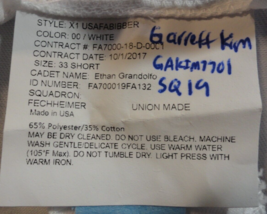 STYLE: X1 USAFABISBER
COLOR: 00 / WHITE
CONTRACT # FA7000-18-D-0001
CONTRACT DATE: 10/1/2017
SIZE: 33 SHORT
CADET NAME: Ethan Grandolfo
ID NUMBER: FA700019FA132
SQUADRON:
FECHHEIMER UNION MADE
Made in USA
65% Polyester/35% Cotton
MAY BE DRY CLEANED. DO NOT BLEACH, MACHINE
WASH GENTLE/DELICATE CYCLE. USE WARM WATER
(105°F Max). DO NOT TUMBLE DRY. LIGHT PRESS WITH
WARM IRON.
Garrett Kim
GAKIM7701
SQ19